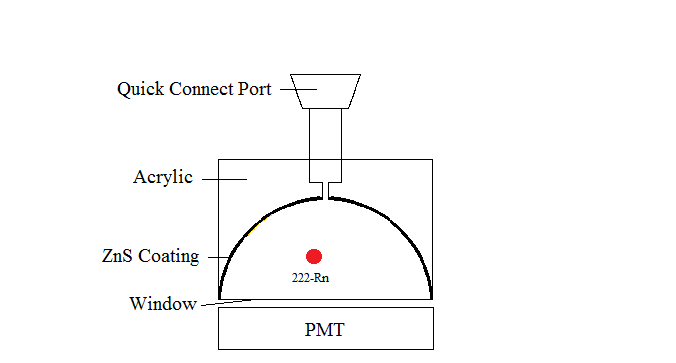 Quick Connect Port
Acrylic
ZnS Coating
222-Rn
Window
PMT